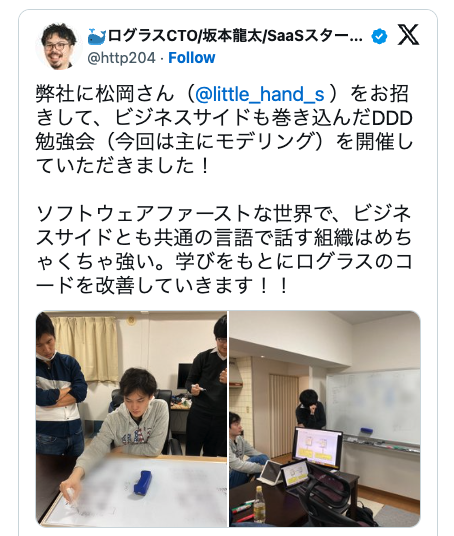 🐳ログラスCTO/坂本龍太/SaaSスター...
@http204 · Follow
弊社に松岡さん（@little_hand_s ）をお招
きして、ビジネスサイドも巻き込んだDDD
勉強会（今回は主にモデリング）を開催し
ていただきました！
ソフトウェアファーストな世界で、ビジネ
スサイドとも共通の言語で話す組織はめち
ゃくちゃ強い。学びをもとにログラスのコ
ードを改善していきます！！